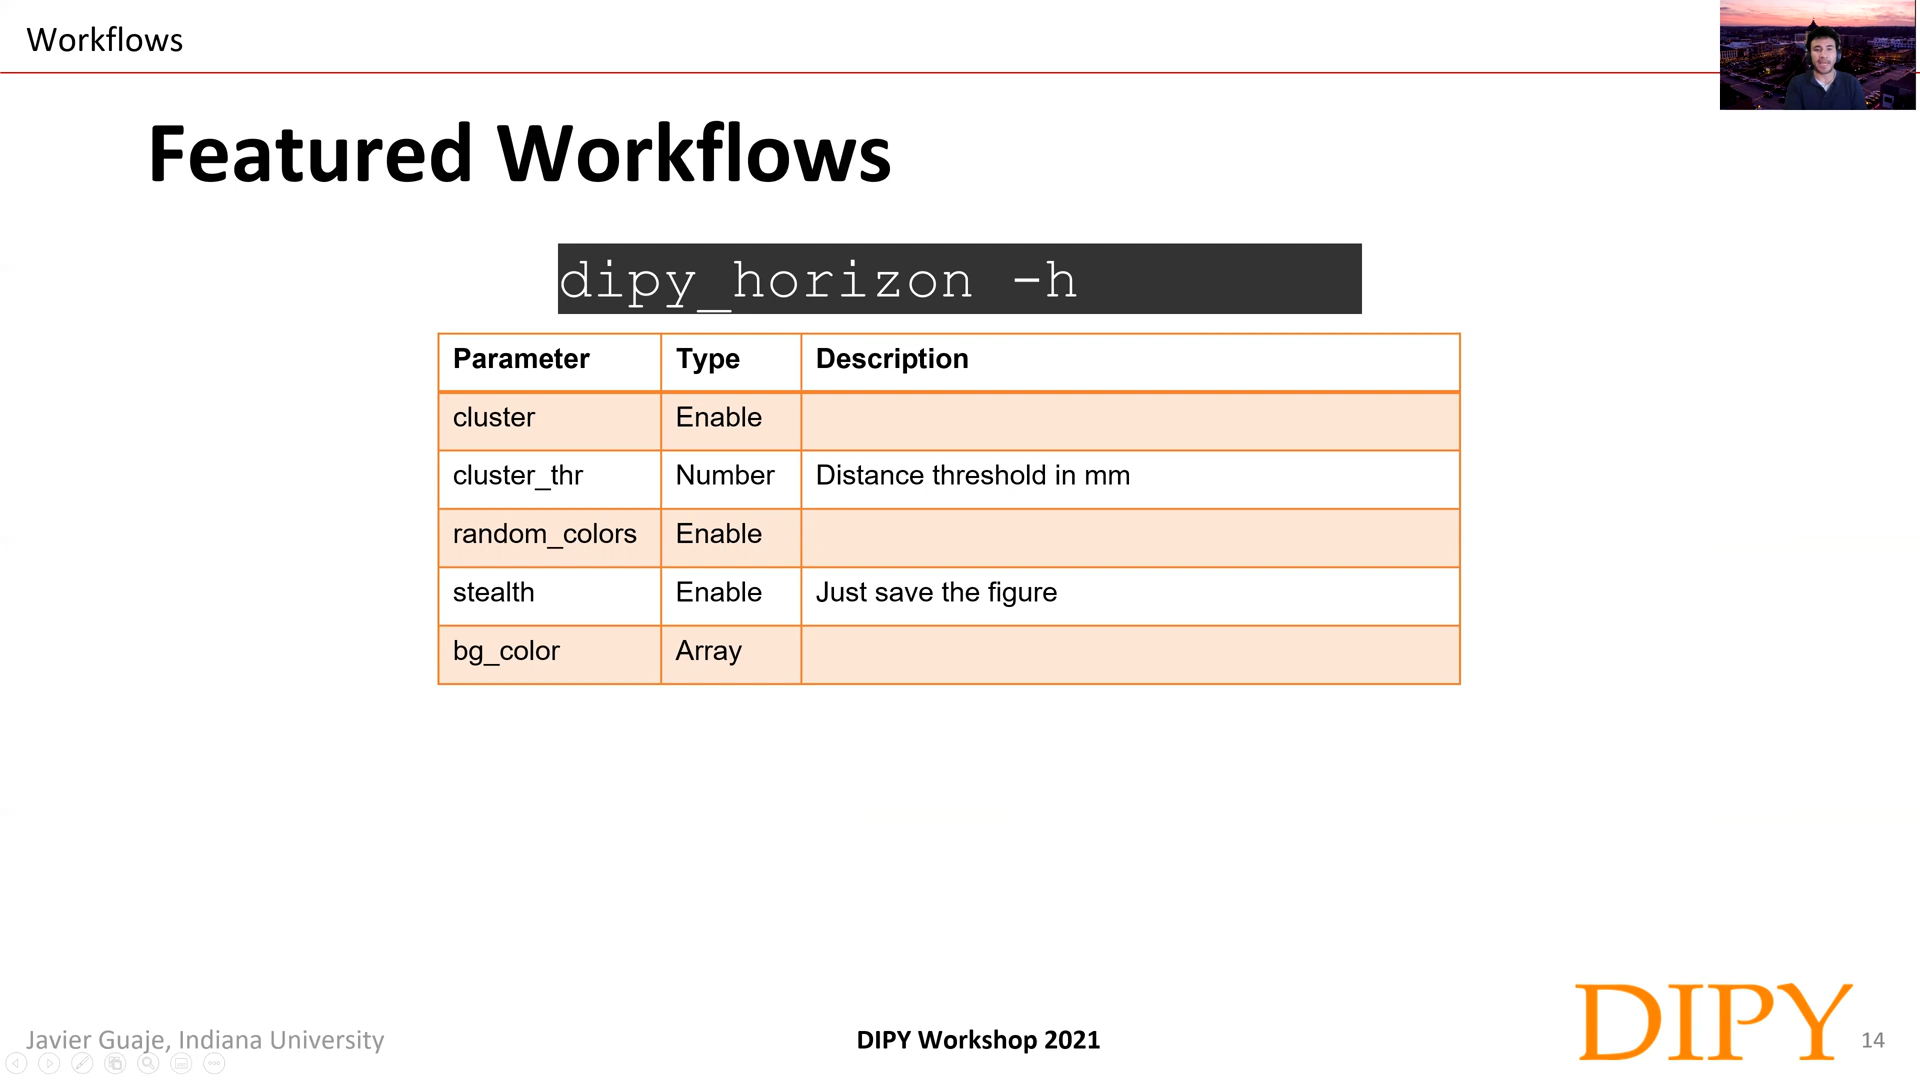 Workflows
Featured Workflows
dipy_horizon -h
Parameter Type Description
cluster Enable
cluster_thr Number Distance threshold in mm
random_colors Enable
stealth Enable Just save the figure
bg_color Array
Javier Guaje, Indiana University
DIPY Workshop 2021
DIPY
14